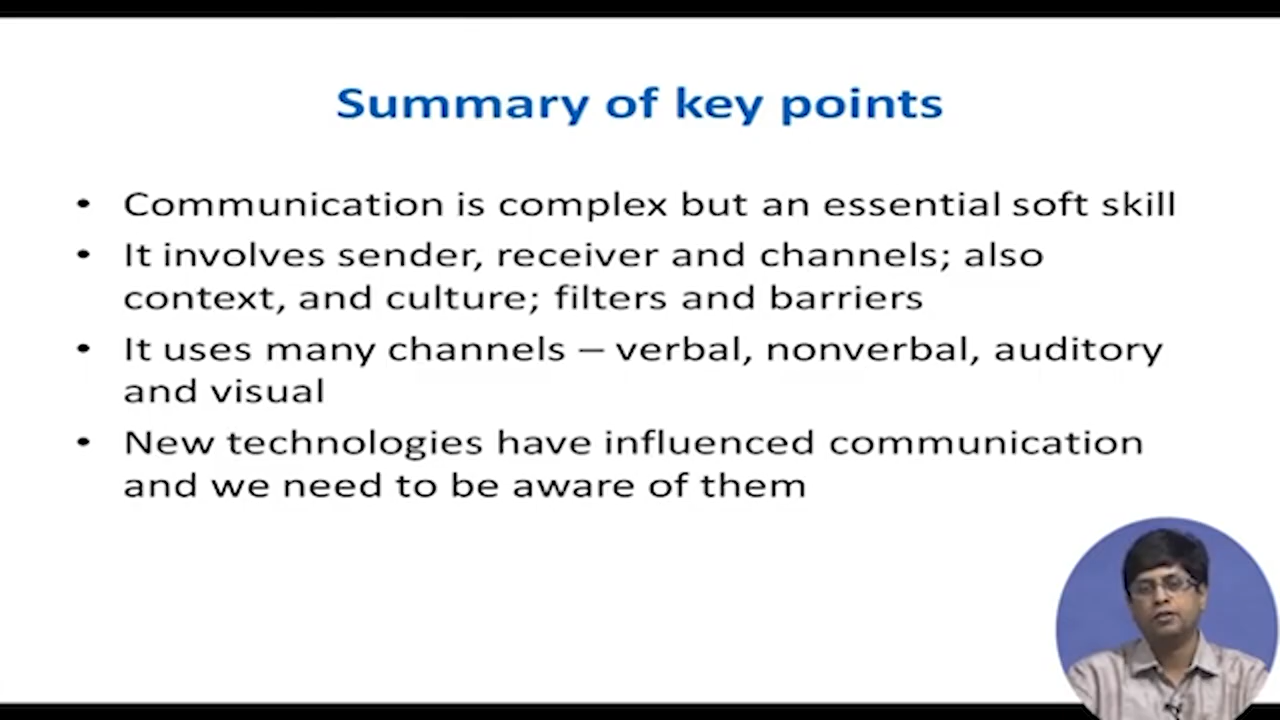 Summary of key points
• Communication is complex but an essential soft skill
• It involves sender, receiver and channels; also
context, and culture; filters and barriers
• It uses many channels – verbal, nonverbal, auditory
and visual
• New technologies have influenced communication
and we need to be aware of them